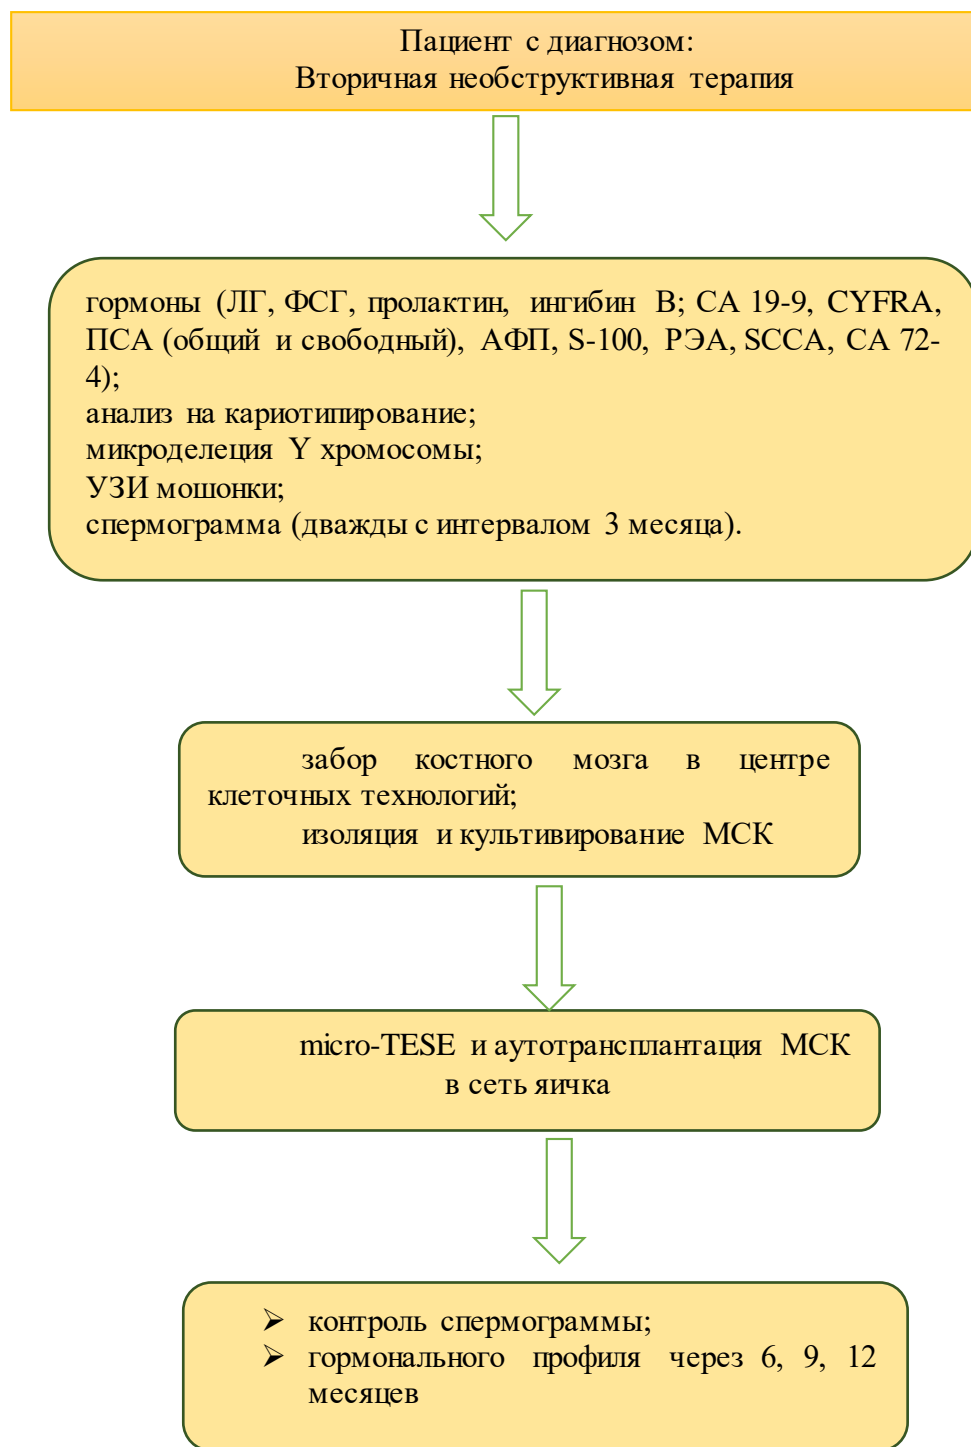 Пациент с диагнозом:
Вторичная необструктивная терапия
гормоны (ЛГ, ФСГ, пролактин, ингибин В; СА 19-9, CYFRA,
ПСА (общий и свободный), АФП, S-100, РЭА, SCCA, СА 72-
4);
анализ на кариотипирование;
микроделеция Y хромосомы;
УЗИ мошонки;
спермограмма (дважды с интервалом 3 месяца).
забор костного мозга в центре
клеточных технологий;
изоляция и культивирование МСК
micro-TESE и аутотрансплантация МСК
в сеть яичка
➢ контроль спермограммы;
➢ гормонального профиля через 6, 9, 12
месяцев